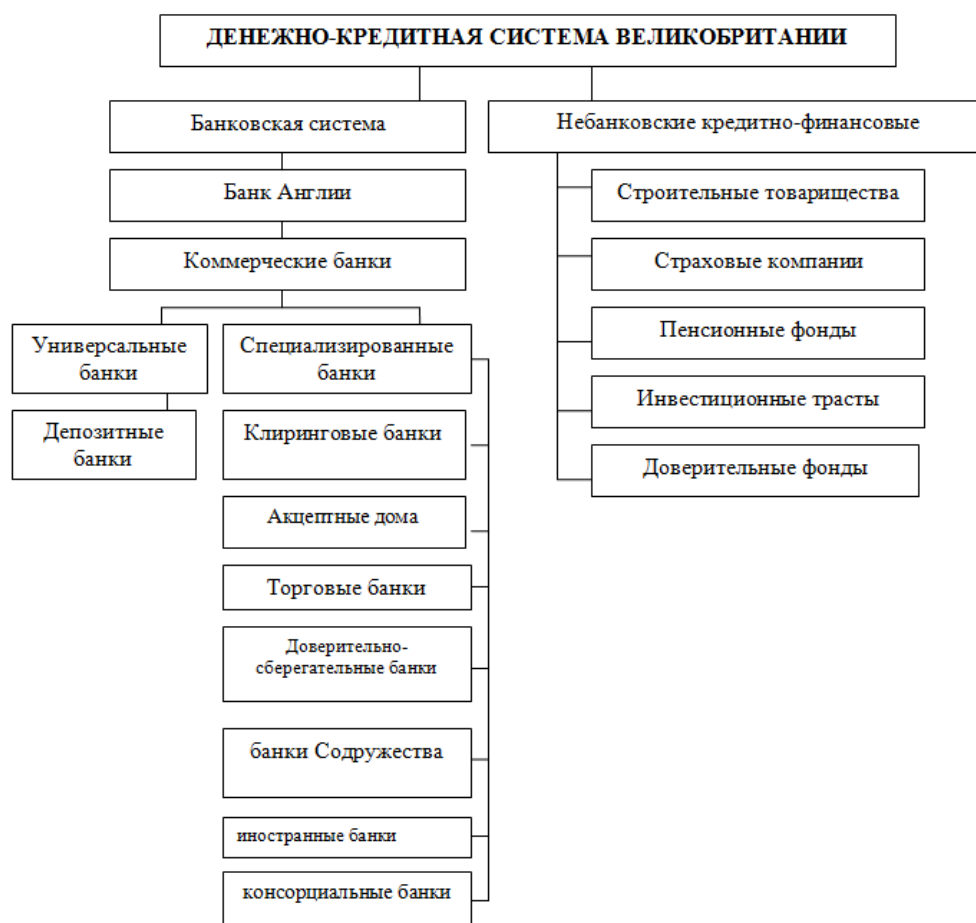 ДЕНЕЖНО-КРЕДИТНАЯ СИСТЕМА ВЕЛИКОБРИТАНИИ
Банковская система
Небанковские кредитно-финансовые
Банк Англии
Коммерческие банки
Универсальные
банки
Депозитные
банки
Специализированные
банки
Клиринговые банки
Акцептные дома
Торговые банки
Доверительно-
сберегательные банки
банки Содружества
иностранные банки
консорциальные банки
Строительные товарищества
Страховые компании
Пенсионные фонды
Инвестиционные трасты
Доверительные фонды